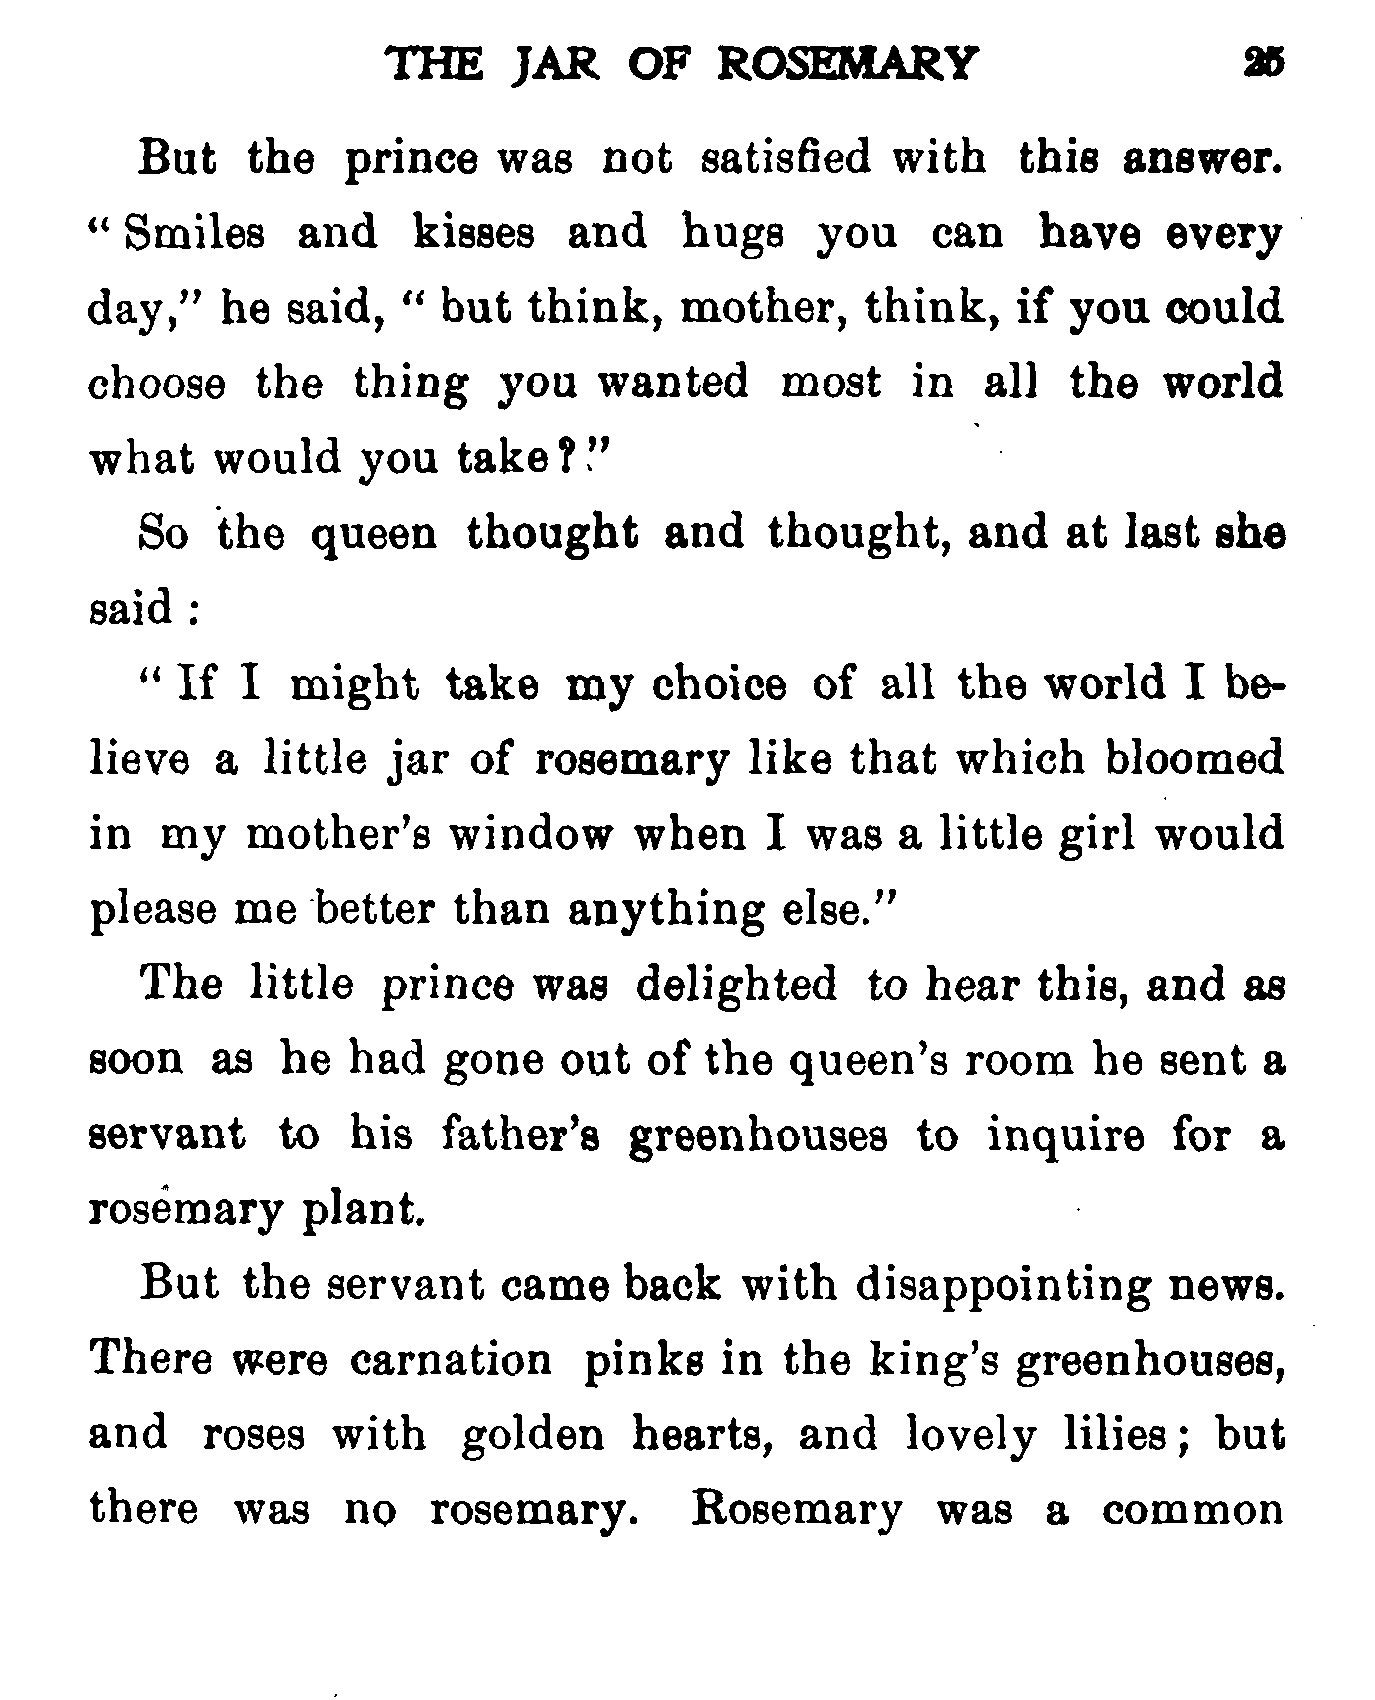 THE JAR OF ROSEMARY 25
But the prince was not satisfied with this answer.
“Smiles and kisses and hugs you can have every
day,” he said, “but think, mother, think, if you could
choose the thing you wanted most in all the world
what would you take?”
So the queen thought and thought, and at last she
said:
“If I might take my choice of all the world I be-
lieve a little jar of rosemary like that which bloomed
in my mother’s window when I was a little girl would
please me better than anything else.”
The little prince was delighted to hear this, and as
soon as he had gone out of the queen’s room he sent a
servant to his father’s greenhouses to inquire for a
rosemary plant.
But the servant came back with disappointing news.
There were carnation pinks in the king’s greenhouses,
and roses with golden hearts, and lovely lilies; but
there was no rosemary. Rosemary was a common